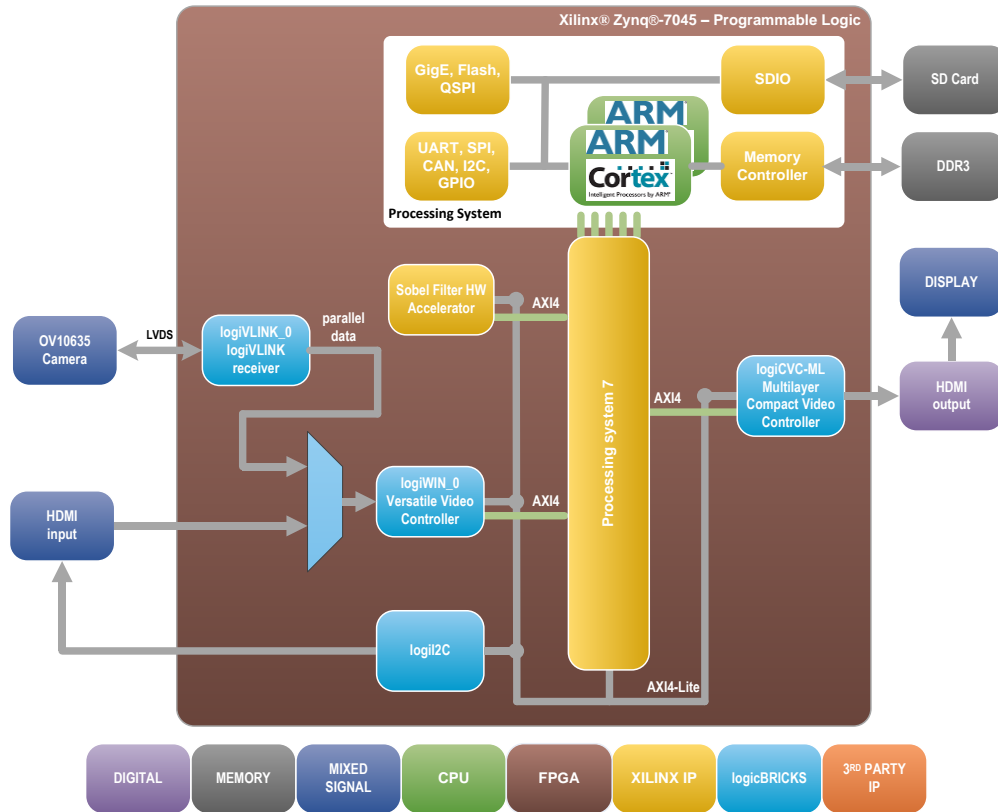 Xilinx® Zynq®-7045 – Programmable Logic
GigE, Flash,
QSPI
SDIO
SD Card
ARM
ARM
Cortex
Intelligent Processors by ARM®
UART, SPI,
CAN, I2C,
GPIO
Memory
Controller
DDR3
Processing System
Sobel Filter HW
Accelerator
AXI4
DISPLAY
OV10635
Camera
LVDS
logiVLINK_0
logiVLINK
receiver
parallel
data
Processing system 7
AXI4
logiCVC-ML
Multilayer
Compact Video
Controller
HDMI
output
logiWIN_0
Versatile Video
Controller
AXI4
HDMI
input
logiI2C
AXI4-Lite
DIGITAL
MEMORY
MIXED
SIGNAL
CPU
FPGA
XILINX IP
logicBRICKS
3RD PARTY
IP